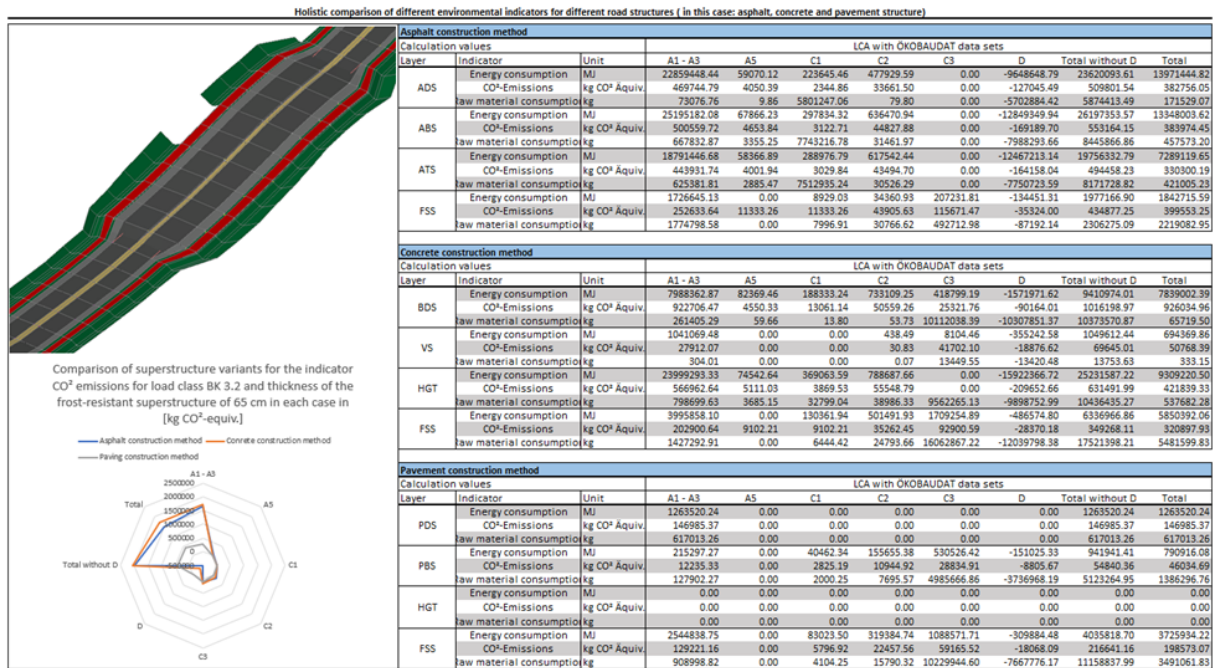 Holistic comparison of different environmental indicators for different road structures ( in this case: asphalt, concrete and pavement structure)
Asphalt construction method
Calculation values LCA with ÖKOBAUDAT data sets
Layer Indicator Unit A1 - A3 A5 C1 C2 C3 D Total without D Total
ADS Energy consumption MJ 22859448.44 59070.12 223645.46 477929.59 0.00 -9648648.79 23620093.61 13971444.82
CO²-Emissions kg CO² Äquiv. 469744.79 4050.39 2344.86 33661.50 0.00 -127045.49 509801.54 382756.05
Raw material consumption kg 73076.76 9.86 5801247.06 79.80 0.00 -5702884.42 5874413.49 171529.07
ABS Energy consumption MJ 25195182.08 67866.23 297834.32 636470.94 0.00 -12849349.94 26197353.57 13348003.62
CO²-Emissions kg CO² Äquiv. 500559.72 4653.84 3122.71 44827.88 0.00 -169189.70 553164.15 383974.45
Raw material consumptio kg 667832.87 3355.25 7743216.78 31461.97 0.00 -7988293.66 8445866.86 457573.20
ATS Energy consumption MJ 18791446.68 58366.89 288976.79 617542.44 0.00 -12467213.14 19756332.79 7289119.65
CO²-Emissions kg CO² Äquiv. 443931.74 4001.94 3029.84 43494.70 0.00 -164158.04 494458.23 330300.19
law material consumptio kg 625381.81 2885.47 7512935.24 30526.29 0.00 -7750723.59 8171728.82 421005.23
FSS Energy consumption MJ 1726645.13 0.00 8929.03 34360.93 207231.81 -134451.31 1977166.90 1842715.59
CO²-Emissions kg CO² Äquiv. 252633.64 11333.26 11333.26 43905.63 115671.47 -35324.00 434877.25 399553.25
law material consumptio kg 1774798.58 0.00 7996.91 30766.62 492712.98 -87192.14 2306275.09 2219082.95
Concrete construction method
Calculation values LCA with ÖKOBAUDAT data sets
Layer Indicator Unit A1 - A3 A5 C1 C2 C3 D Total without D Total
BDS Energy consumption MJ 7988362.87 82369.46 188333.24 733109.25 418799.19 -1571971.62 9410974.01 7839002.39
CO²-Emissions kg CO² Äquiv. 922706.47 4550.33 13061.14 50559.26 25321.76 -90164.01 1016198.97 926034.96
law material consumptio kg 261405.29 59.66 13.80 53.73 10112038.39 -10307851.37 10373570.87 65719.50
VS Energy consumption MJ 1041069.48 0.00 0.00 438.49 8104.46 -355242.58 1049612.44 694369.86
CO²-Emissions kg CO² Äquiv. 27912.07 0.00 0.00 30.83 41702.10 -18876.62 69645.01 50768.39
law material consumptio kg 304.01 0.00 0.00 0.07 13449.55 -13420.48 13753.63 333.15
HGT Energy consumption MJ 23999293.33 74542.64 369063.59 788687.66 0.00 -15922366.72 25231587.22 9309220.50
CO²-Emissions kg CO² Äquiv. 566962.64 5111.03 3869.53 55548.79 0.00 -209652.66 631491.99 421839.33
law material consumptio kg 798699.63 3685.15 32799.04 38986.33 9562265.13 -9898752.99 10436435.27 537682.28
FSS Energy consumption MJ 3995858.10 0.00 130361.94 501491.93 1709254.89 -486574.80 6336966.86 5850392.06
CO²-Emissions kg CO² Äquiv. 202900.64 9102.21 9102.21 35262.45 92900.59 -28370.18 349268.11 320897.93
law material consumptio kg 1427292.91 0.00 6444.42 24793.66 16062867.22 -12039798.38 17521398.21 5481599.83
Pavement construction method
Calculation values LCA with ÖKOBAUDAT data sets
Layer Indicator Unit A1 - A3 A5 C1 C2 C3 D Total without D Total
PDS Energy consumption MJ 1263520.24 0.00 0.00 0.00 0.00 0.00 1263520.24 1263520.24
CO²-Emissions kg CO² Äquiv. 146985.37 0.00 0.00 0.00 0.00 0.00 146985.37 146985.37
law material consumptio kg 617013.26 0.00 0.00 0.00 0.00 0.00 617013.26 617013.26
PBS Energy consumption MJ 215297.27 0.00 40462.34 155655.38 530526.42 -151025.33 941941.41 790916.08
CO²-Emissions kg CO² Äquiv. 12235.33 0.00 2825.19 10944.92 28834.91 -8805.67 54840.36 46034.69
law material consumptio kg 127902.27 0.00 2000.25 7695.57 4985666.86 -3736968.19 5123264.95 1386296.76
HGT Energy consumption MJ 0.00 0.00 0.00 0.00 0.00 0.00 0.00 0.00
CO²-Emissions kg CO² Äquiv. 0.00 0.00 0.00 0.00 0.00 0.00 0.00 0.00
law material consumptio kg 0.00 0.00 0.00 0.00 0.00 0.00 0.00 0.00
FSS Energy consumption MJ 2544838.75 0.00 83023.50 319384.74 1088571.71 -309884.48 4035818.70 3725934.22
CO²-Emissions kg CO² Äquiv. 129221.16 0.00 5796.92 22457.56 59165.52 -18068.09 216641.16 198573.07
law material consumptio kg 908998.82 0.00 4104.25 15790.32 10229944.60 -7667776.17 11158837.99 3491061.83
Comparison of superstructure variants for the indicator
CO² emissions for load class BK 3.2 and thickness of the
frost-resistant superstructure of 65 cm in each case in
[kg CO²-equiv.]
Asphalt construction method Conrete construction method
Paving construction method
A1 - A3
2500000
2000000
1500000
1000000
500000
0
-500000
A5
C1
C2
C3
D
Total without D
Total